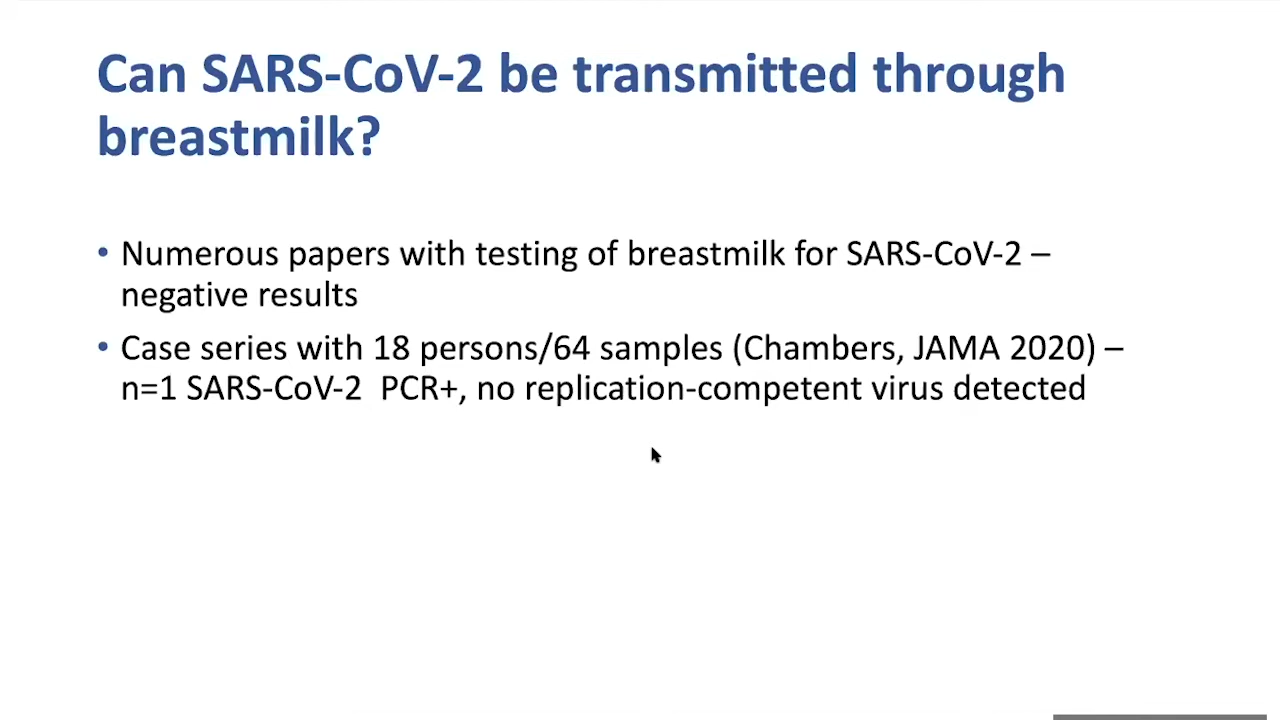 Can SARS-CoV-2 be transmitted through
breastmilk?
• Numerous papers with testing of breastmilk for SARS-CoV-2 –
negative results
• Case series with 18 persons/64 samples (Chambers, JAMA 2020) –
n=1 SARS-CoV-2  PCR+, no replication-competent virus detected